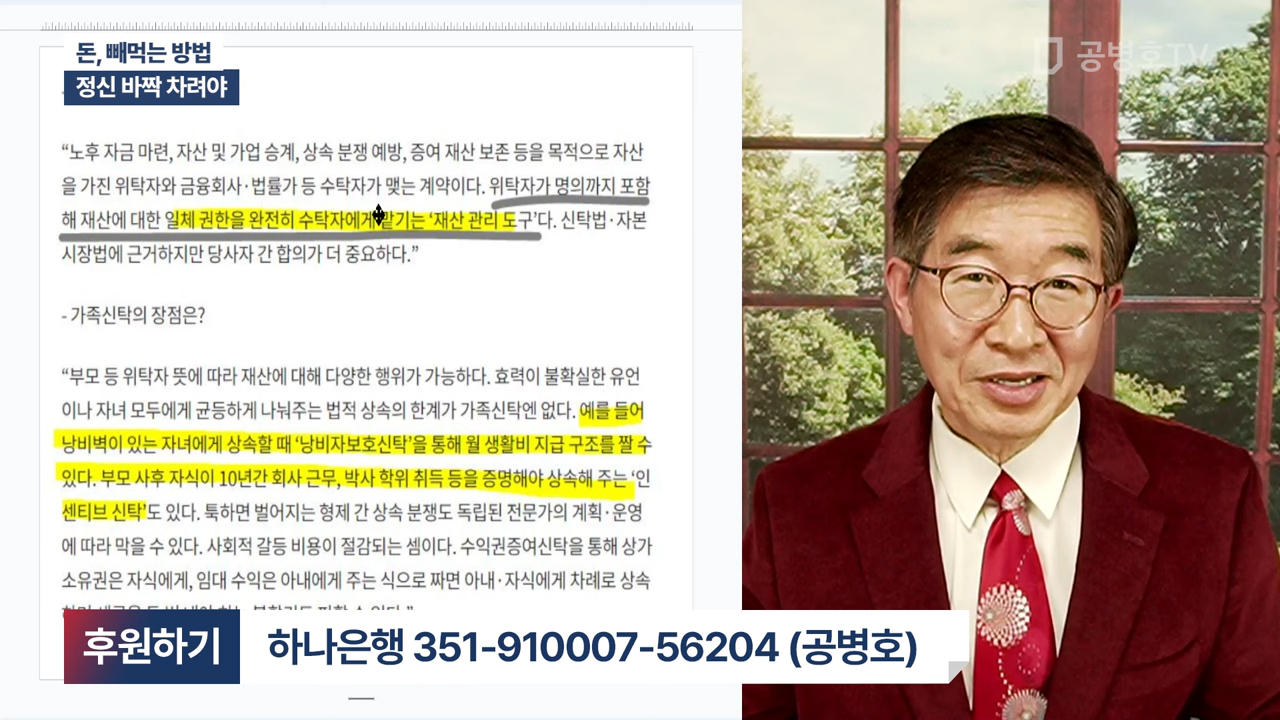 돈, 빼먹는 방법
정신 바짝 차려야
“노후 자금 마련, 자산 및 가업 승계, 상속 분쟁 예방, 증여 재산 보존 등을 목적으로 자산
을 가진 위탁자와 금융회사·법률가 등 수탁자가 맺는 계약이다. 위탁자가 명의까지 포함
해 재산에 대한 일체 권한을 완전히 수탁자에게 맡기는 ‘재산 관리 도구’다. 신탁법·자본
시장법에 근거하지만 당사자 간 합의가 더 중요하다.”
- 가족신탁의 장점은?
“부모 등 위탁자 뜻에 따라 재산에 대해 다양한 행위가 가능하다. 효력이 불확실한 유언
이나 자녀 모두에게 균등하게 나눠주는 법적 상속의 한계가 가족신탁엔 없다. 예를 들어
낭비벽이 있는 자녀에게 상속할 때 ‘낭비자보호신탁’을 통해 월 생활비 지급 구조를 짤 수
있다. 부모 사후 자식이 10년간 회사 근무, 박사 학위 취득 등을 증명해야 상속해 주는 ‘인
센티브 신탁’도 있다. 툭하면 벌어지는 형제 간 상속 분쟁도 독립된 전문가의 계획·운영
에 따라 막을 수 있다. 사회적 갈등 비용이 절감되는 셈이다. 수익권증여신탁을 통해 상가
소유권은 자식에게, 임대 수익은 아내에게 주는 식으로 짜면 아내·자식에게 차례로 상속
후원하기
하나은행 351-910007-56204 (공병호)
공병호TV